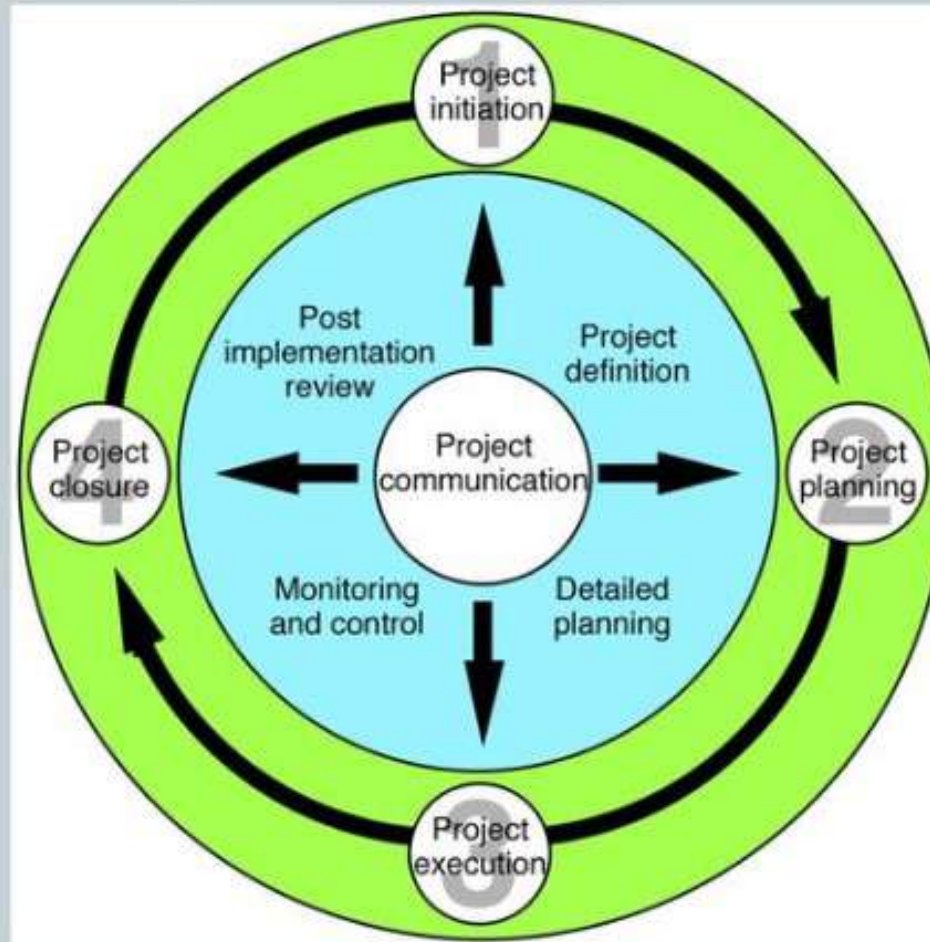 1
Project
initiation
Post
implementation
review
Project
definition
4
Project
closure
Project
communication
2
Project
planning
Monitoring
and control
Detailed
planning
3
Project
execution